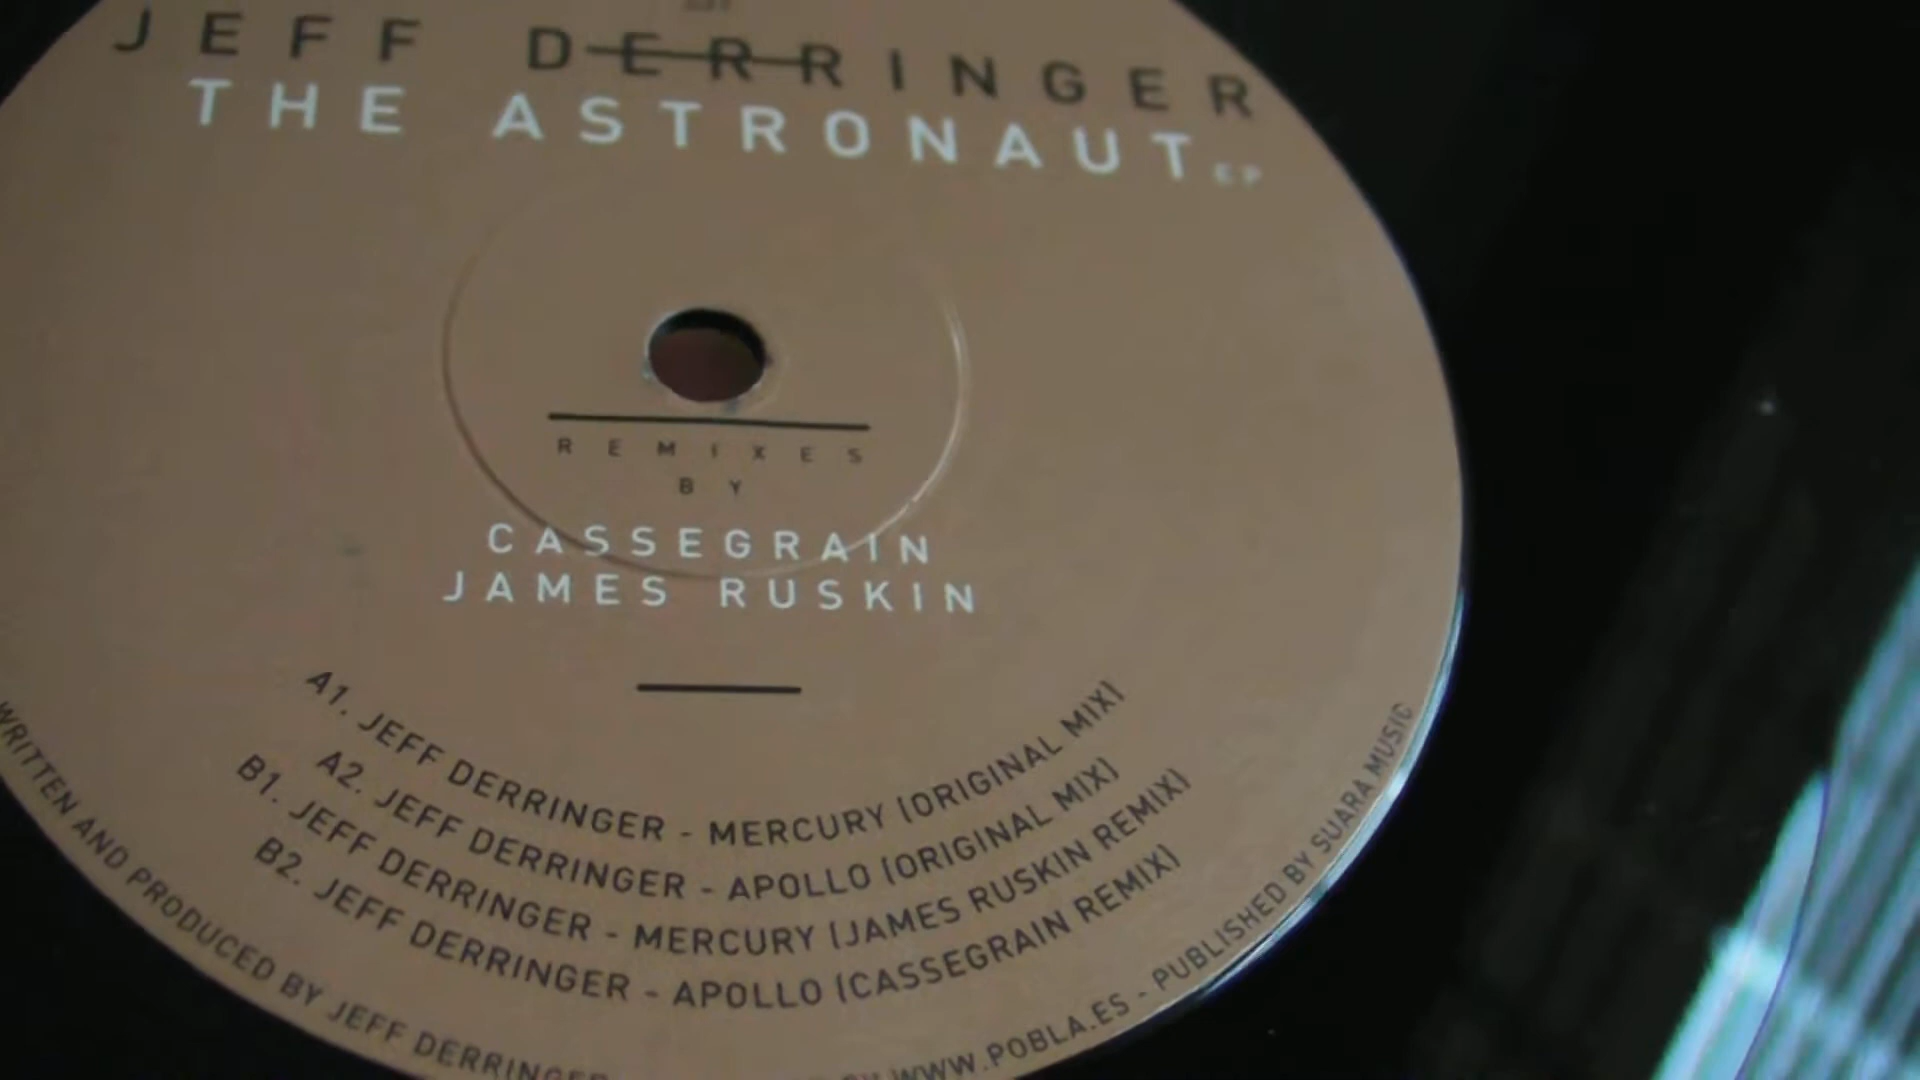 JEFF DERRINGER
THE ASTRONAUT EP
REMIXES
BY
CASSEGRAIN
JAMES RUSKIN
A1. JEFF DERRINGER - MERCURY (ORIGINAL MIX)
A2. JEFF DERRINGER - APOLLO (ORIGINAL MIX)
B1. JEFF DERRINGER - MERCURY (JAMES RUSKIN REMIX)
B2. JEFF DERRINGER - APOLLO (CASSEGRAIN REMIX)
WRITTEN AND PRODUCED BY JEFF DERRINGER
WWW.POBLA.ES - PUBLISHED BY SUARA MUSIC